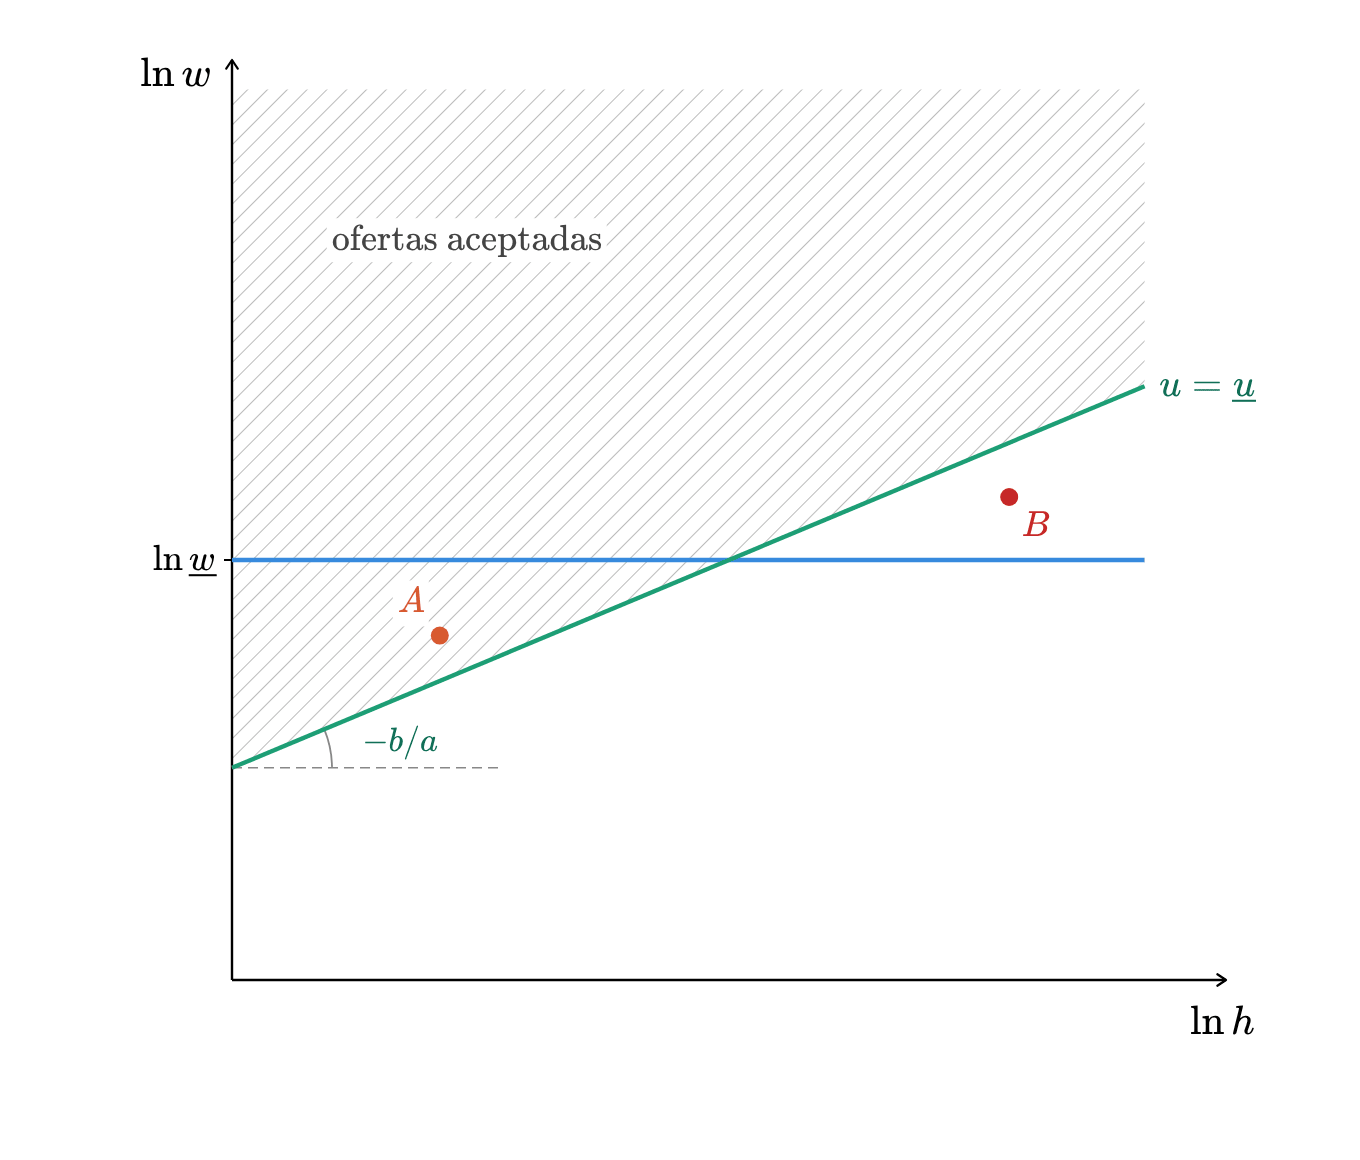 ln w
ofertas aceptadas
u = u̲
B
ln w̲
A
−b/a
ln h